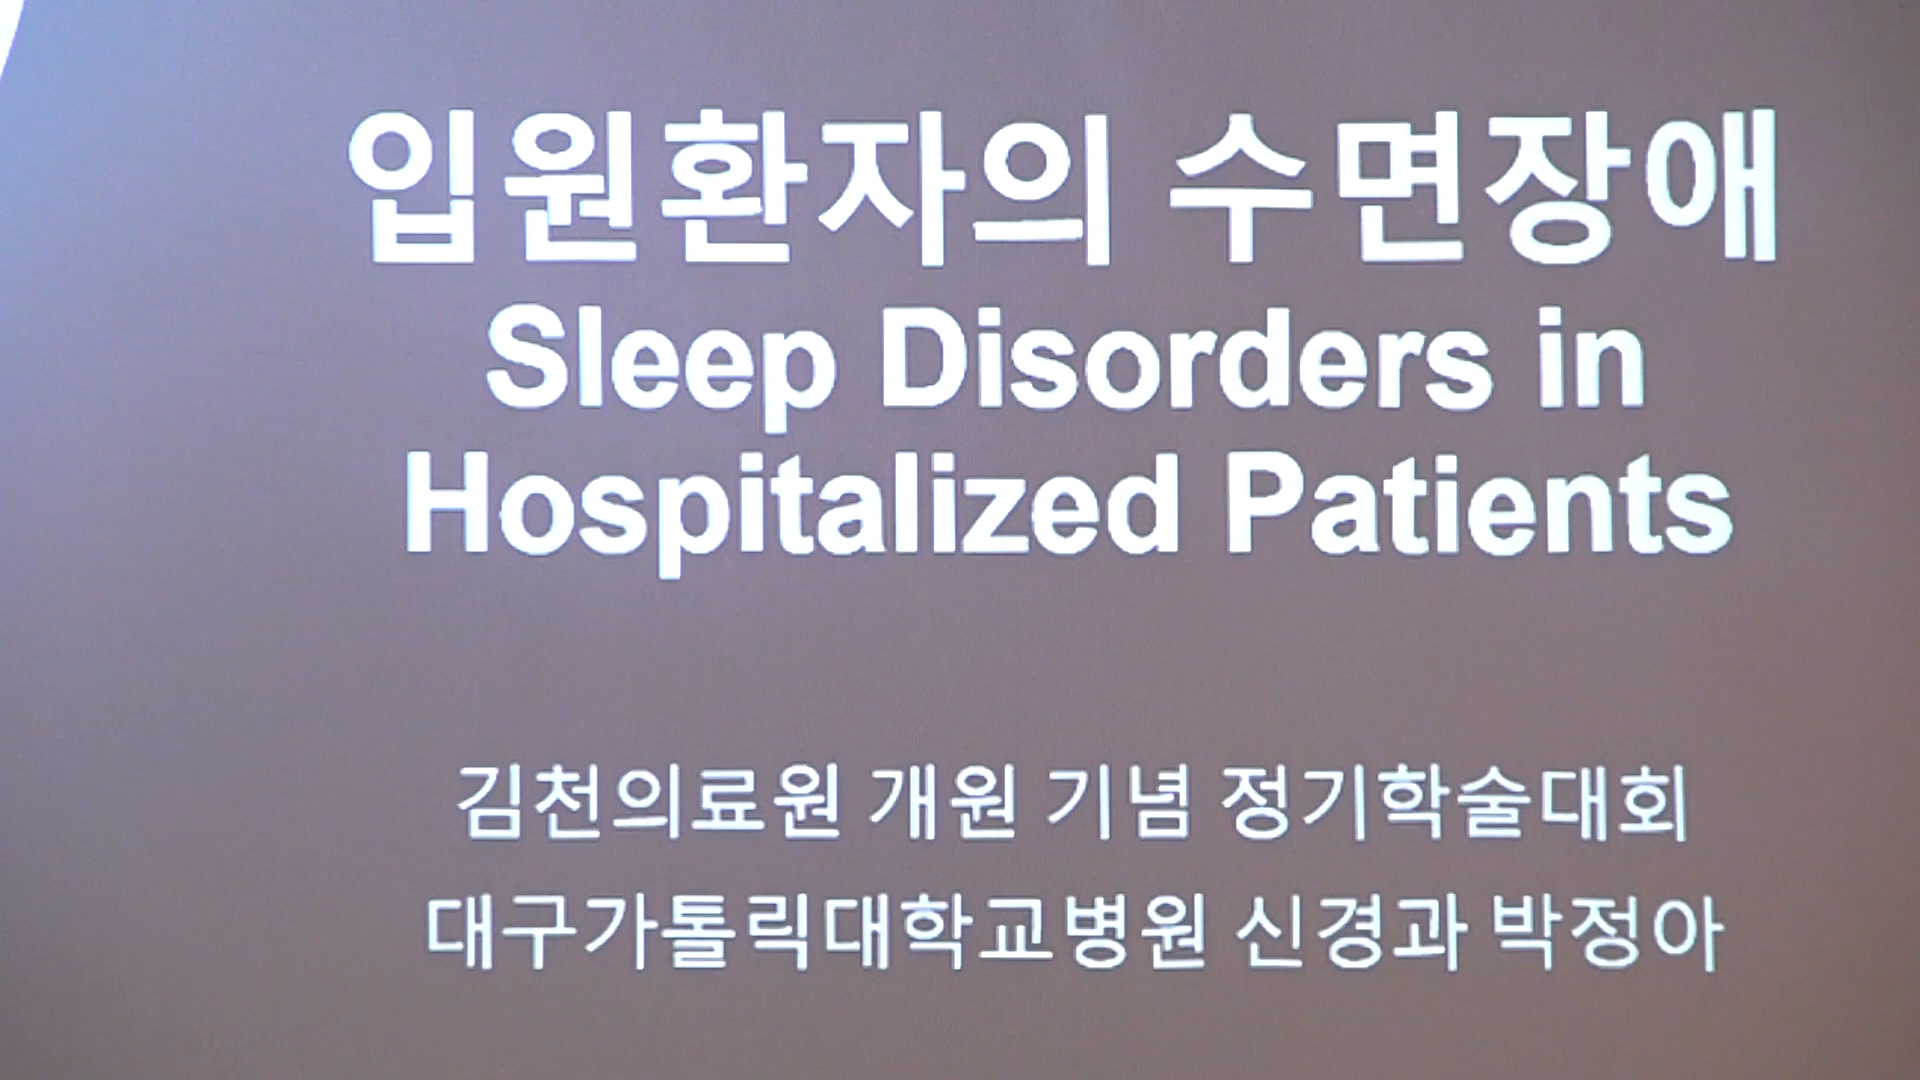 입원환자의 수면장애
Sleep Disorders in
Hospitalized Patients
김천의료원 개원 기념 정기학술대회
대구가톨릭대학교병원 신경과 박정아